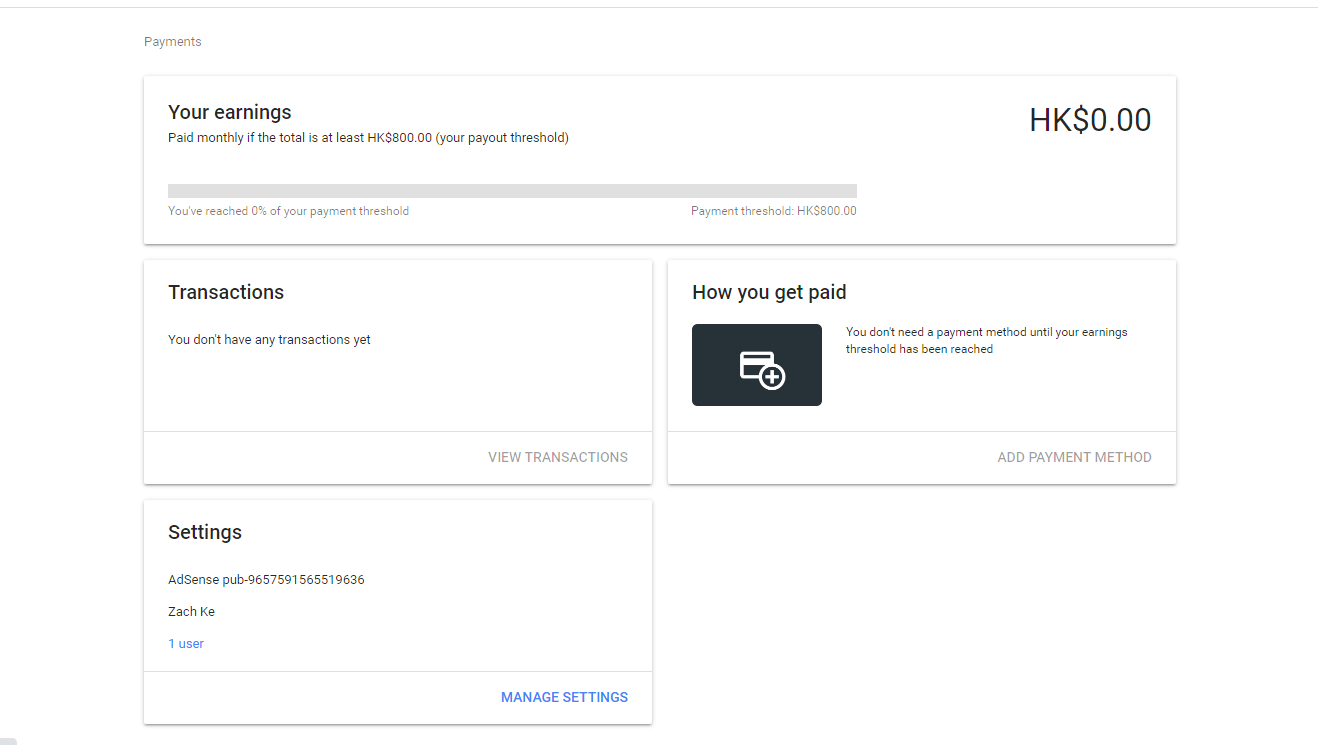 Payments
Your earnings
HK$0.00
Paid monthly if the total is at least HK$800.00 (your payout threshold)
You've reached 0% of your payment threshold
Payment threshold: HK$800.00
Transactions
You don't have any transactions yet
VIEW TRANSACTIONS
How you get paid
You don't need a payment method until your earnings
threshold has been reached
ADD PAYMENT METHOD
Settings
AdSense pub-9657591565519636
Zach Ke
1 user
MANAGE SETTINGS